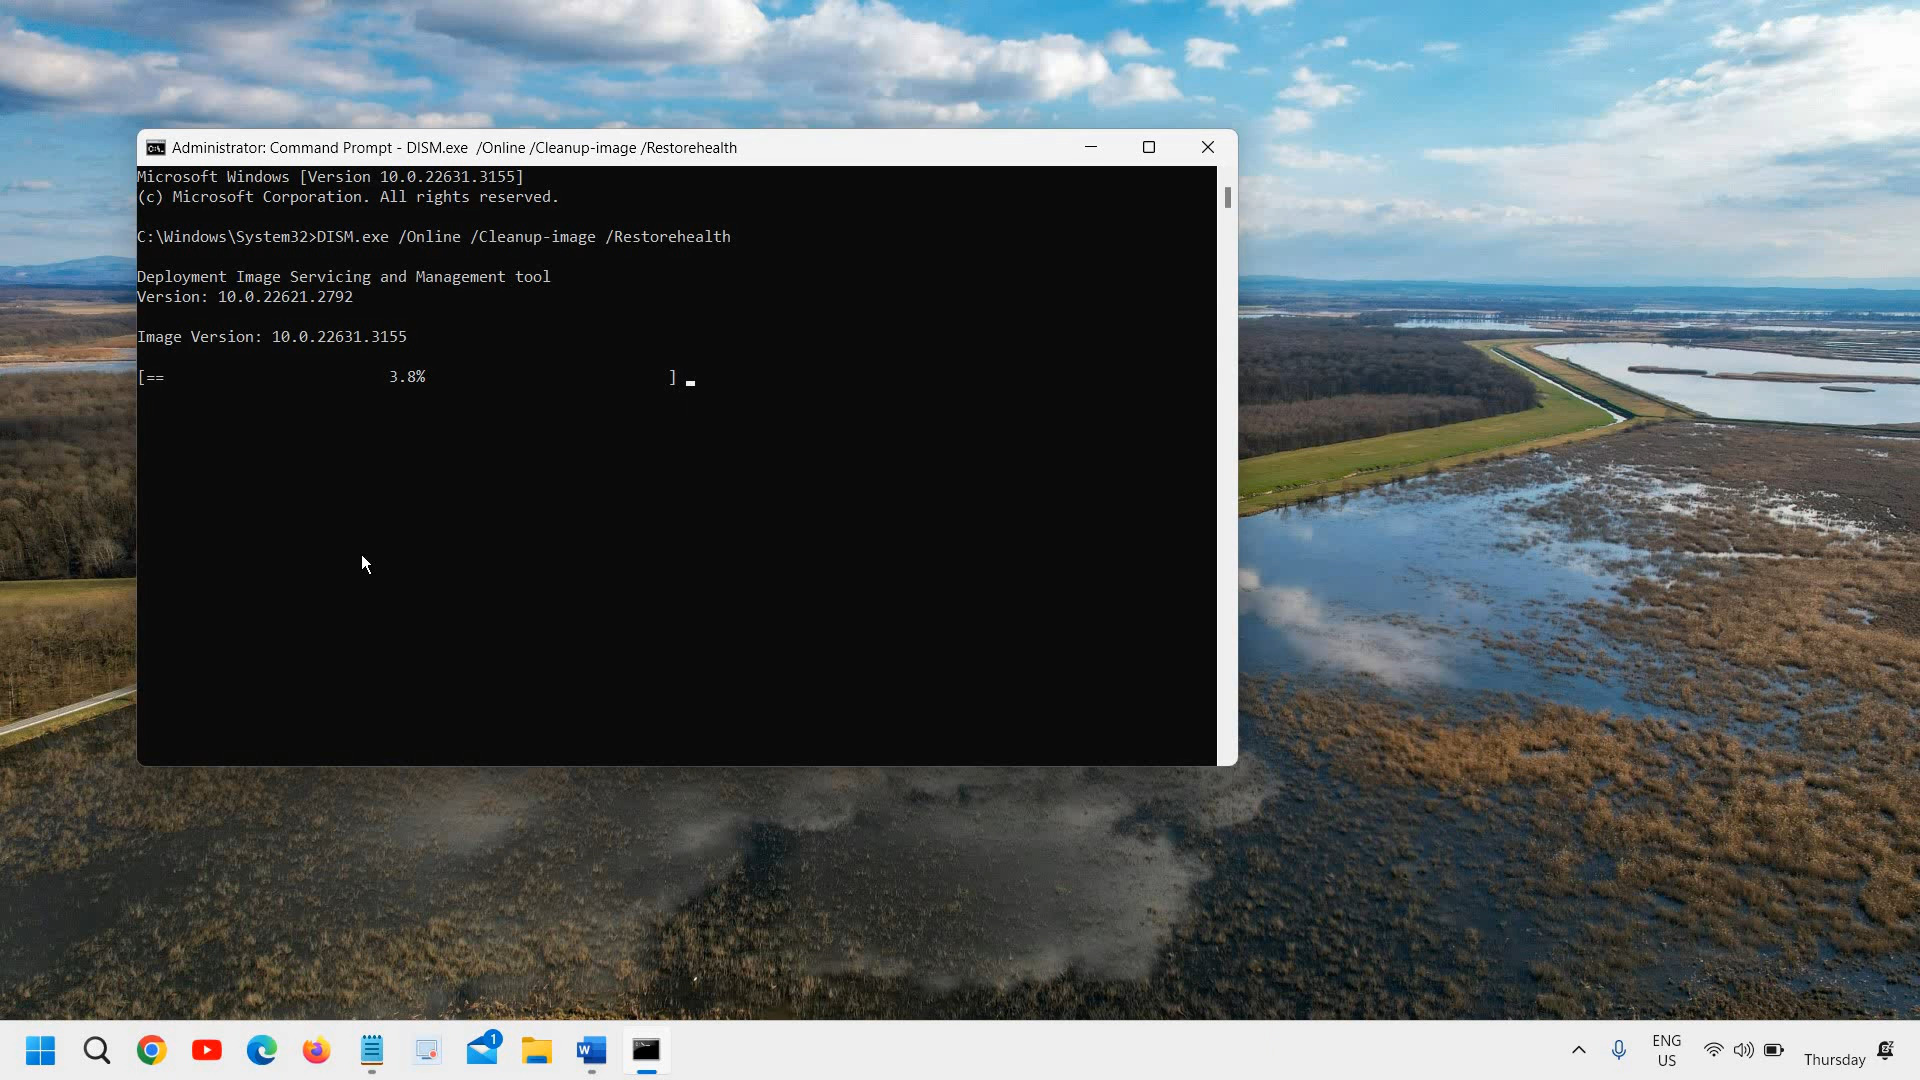 Administrator: Command Prompt - DISM.exe  /Online /Cleanup-image /Restorehealth
Microsoft Windows [Version 10.0.22631.3155]
(c) Microsoft Corporation. All rights reserved.
C:\Windows\System32>DISM.exe /Online /Cleanup-image /Restorehealth
Deployment Image Servicing and Management tool
Version: 10.0.22621.2792
Image Version: 10.0.22631.3155
[==                         3.8%                           ]
1
ENG
US
Thursday